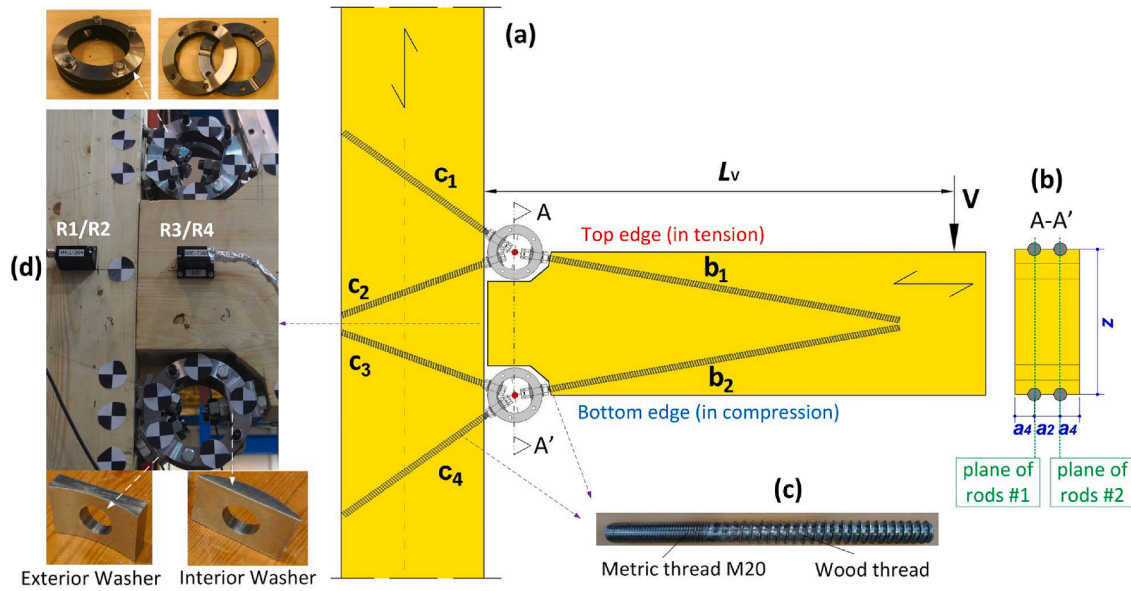 (a)
c1
c2
c3
c4
A
A'
Lv
V
Top edge (in tension)
b1
b2
Bottom edge (in compression)
(b)
A-A'
z
a4 a2 a4
plane of
rods #1
plane of
rods #2
(c)
Metric thread M20
Wood thread
(d)
R1/R2
R3/R4
Exterior Washer
Interior Washer